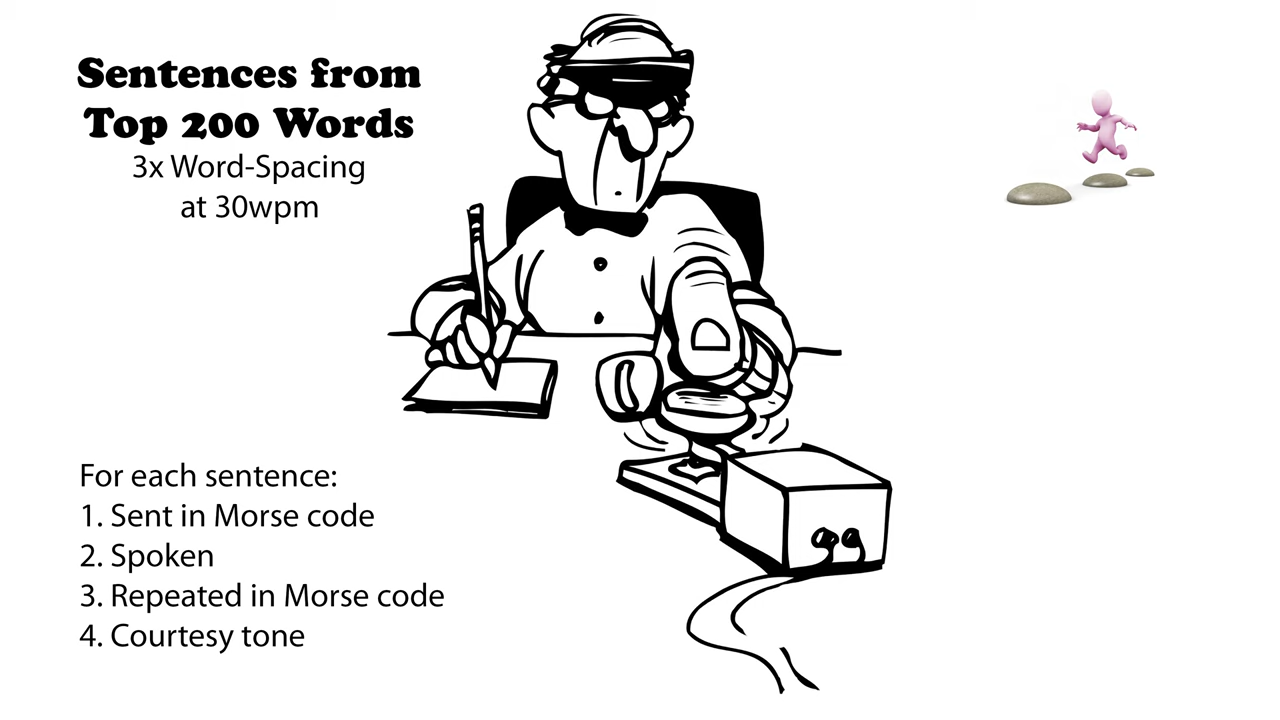 Sentences from
Top 200 Words
3x Word-Spacing
at 30wpm
For each sentence:
1. Sent in Morse code
2. Spoken
3. Repeated in Morse code
4. Courtesy tone